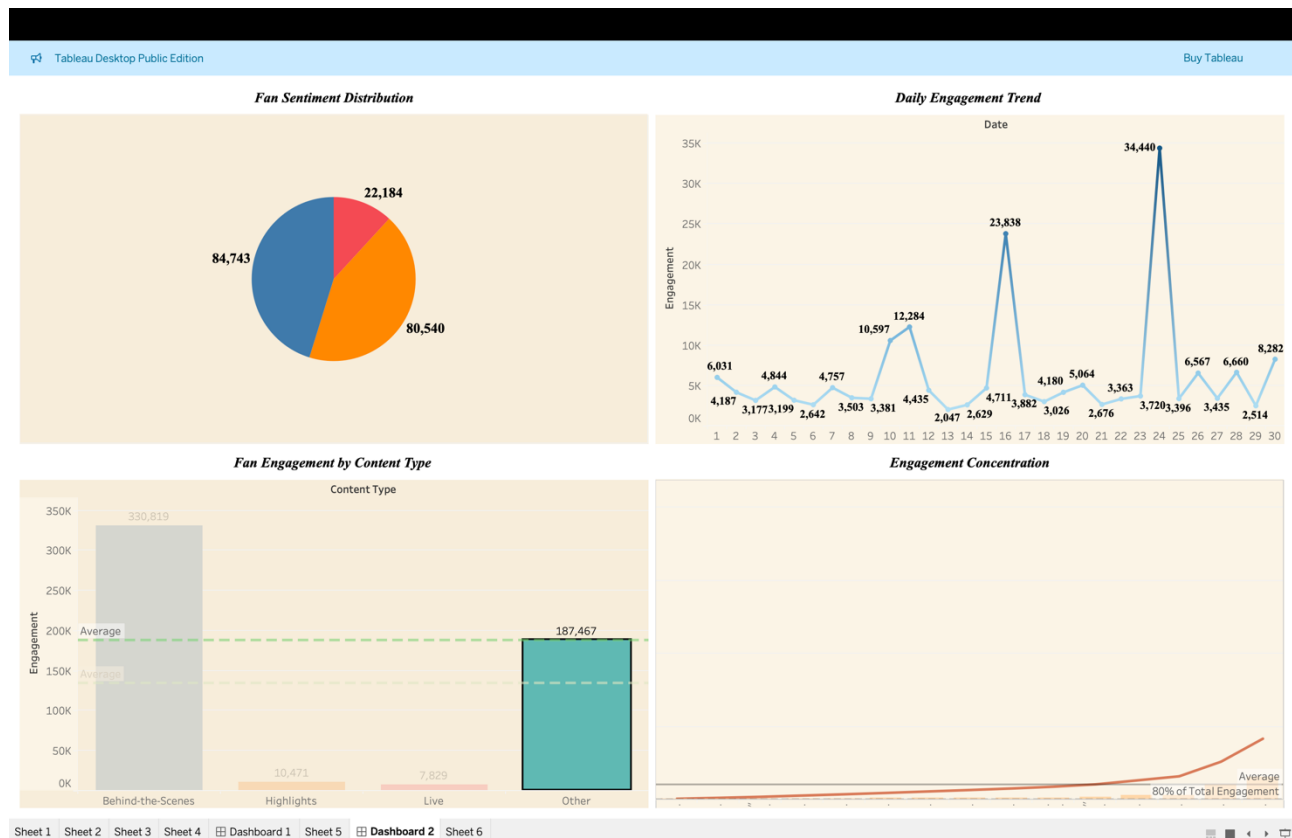 Tableau Desktop Public Edition
Buy Tableau
Fan Sentiment Distribution
22,184
84,743
80,540
Daily Engagement Trend
Date
35K
30K
25K
20K
15K
10K
5K
0K
Engagement
6,031
4,187
3,177
4,844
3,199
2,642
4,757
3,503
3,381
10,597
12,284
4,435
2,047
2,629
4,711
23,838
3,882
3,026
4,180
5,064
2,676
3,363
3,720
34,440
3,396
6,567
3,435
6,660
2,514
8,282
1 2 3 4 5 6 7 8 9 10 11 12 13 14 15 16 17 18 19 20 21 22 23 24 25 26 27 28 29 30
Fan Engagement by Content Type
Content Type
350K
300K
250K
200K
150K
100K
50K
0K
Engagement
330,819
Average
Average
10,471
7,829
187,467
Behind-the-Scenes Highlights Live Other
Engagement Concentration
Average
80% of Total Engagement
Sheet 1 Sheet 2 Sheet 3 Sheet 4 Dashboard 1 Sheet 5 Dashboard 2 Sheet 6